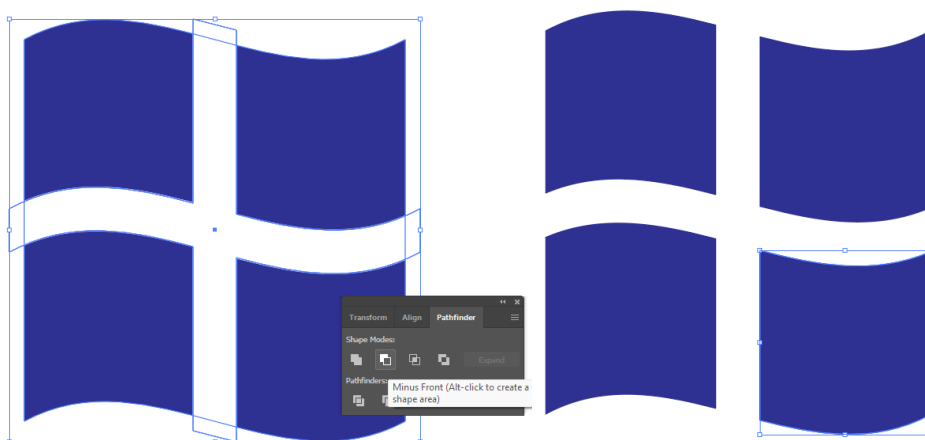 Transform Align Pathfinder
Shape Modes:
Expand
Pathfinders:
Minus Front (Alt-click to create a
shape area)